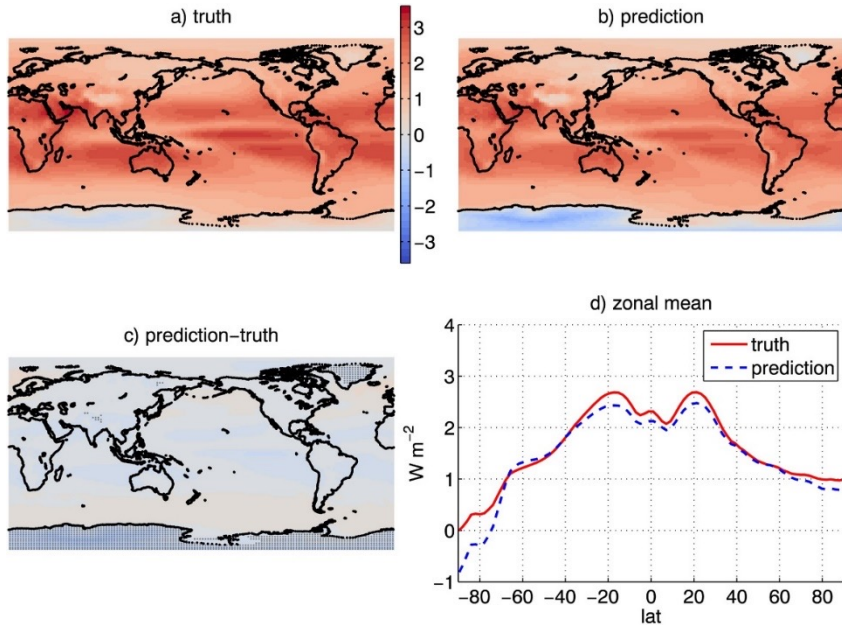 a) truth
b) prediction
3
2
1
0
−1
−2
−3
c) prediction−truth
d) zonal mean
4
3
2
1
0
−1
W m−2
truth
prediction
−80 −60 −40 −20 0 20 40 60 80
lat